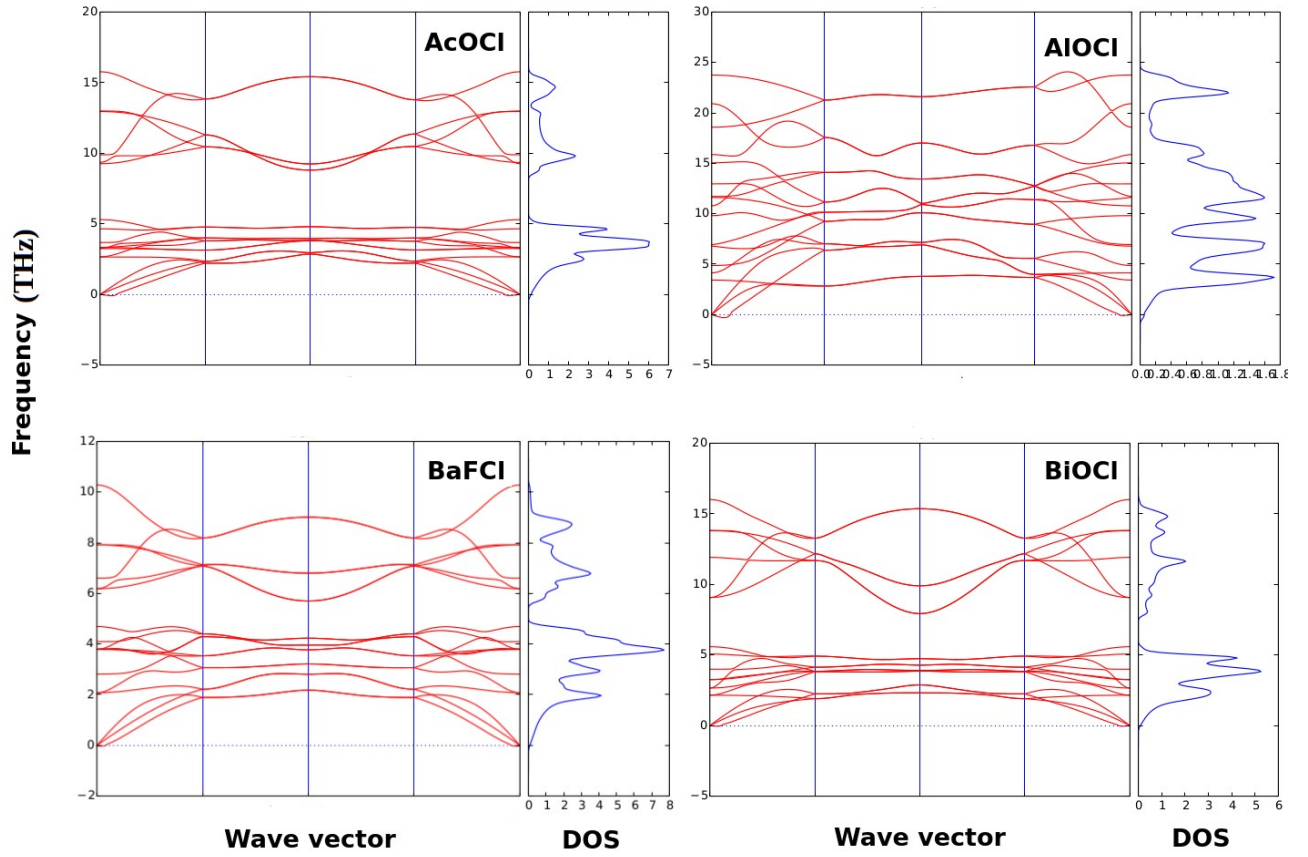 Frequency (THz)
AcOCl
20
15
10
5
0
−5
0 1 2 3 4 5 6 7
AlOCl
30
25
20
15
10
5
0
−5
0.0 0.2 0.4 0.6 0.8 1.0 1.2 1.4 1.6 1.8
BaFCl
12
10
8
6
4
2
0
−2
0 1 2 3 4 5 6 7 8
BiOCl
20
15
10
5
0
−5
0 1 2 3 4 5 6
Wave vector
DOS
Wave vector
DOS